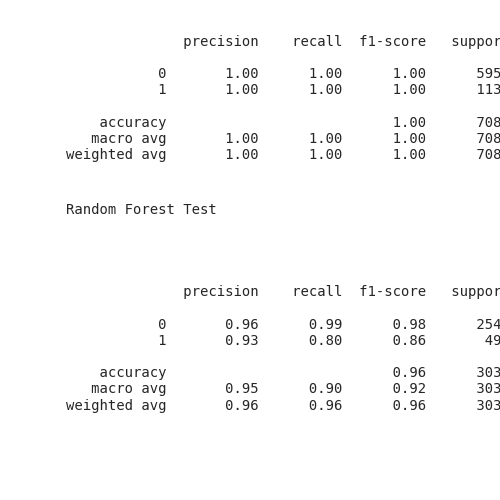 precision recall f1-score suppor
0 1.00 1.00 1.00 595
1 1.00 1.00 1.00 113
accuracy 1.00 708
macro avg 1.00 1.00 1.00 708
weighted avg 1.00 1.00 1.00 708
Random Forest Test
precision recall f1-score suppor
0 0.96 0.99 0.98 254
1 0.93 0.80 0.86 49
accuracy 0.96 303
macro avg 0.95 0.90 0.92 303
weighted avg 0.96 0.96 0.96 303